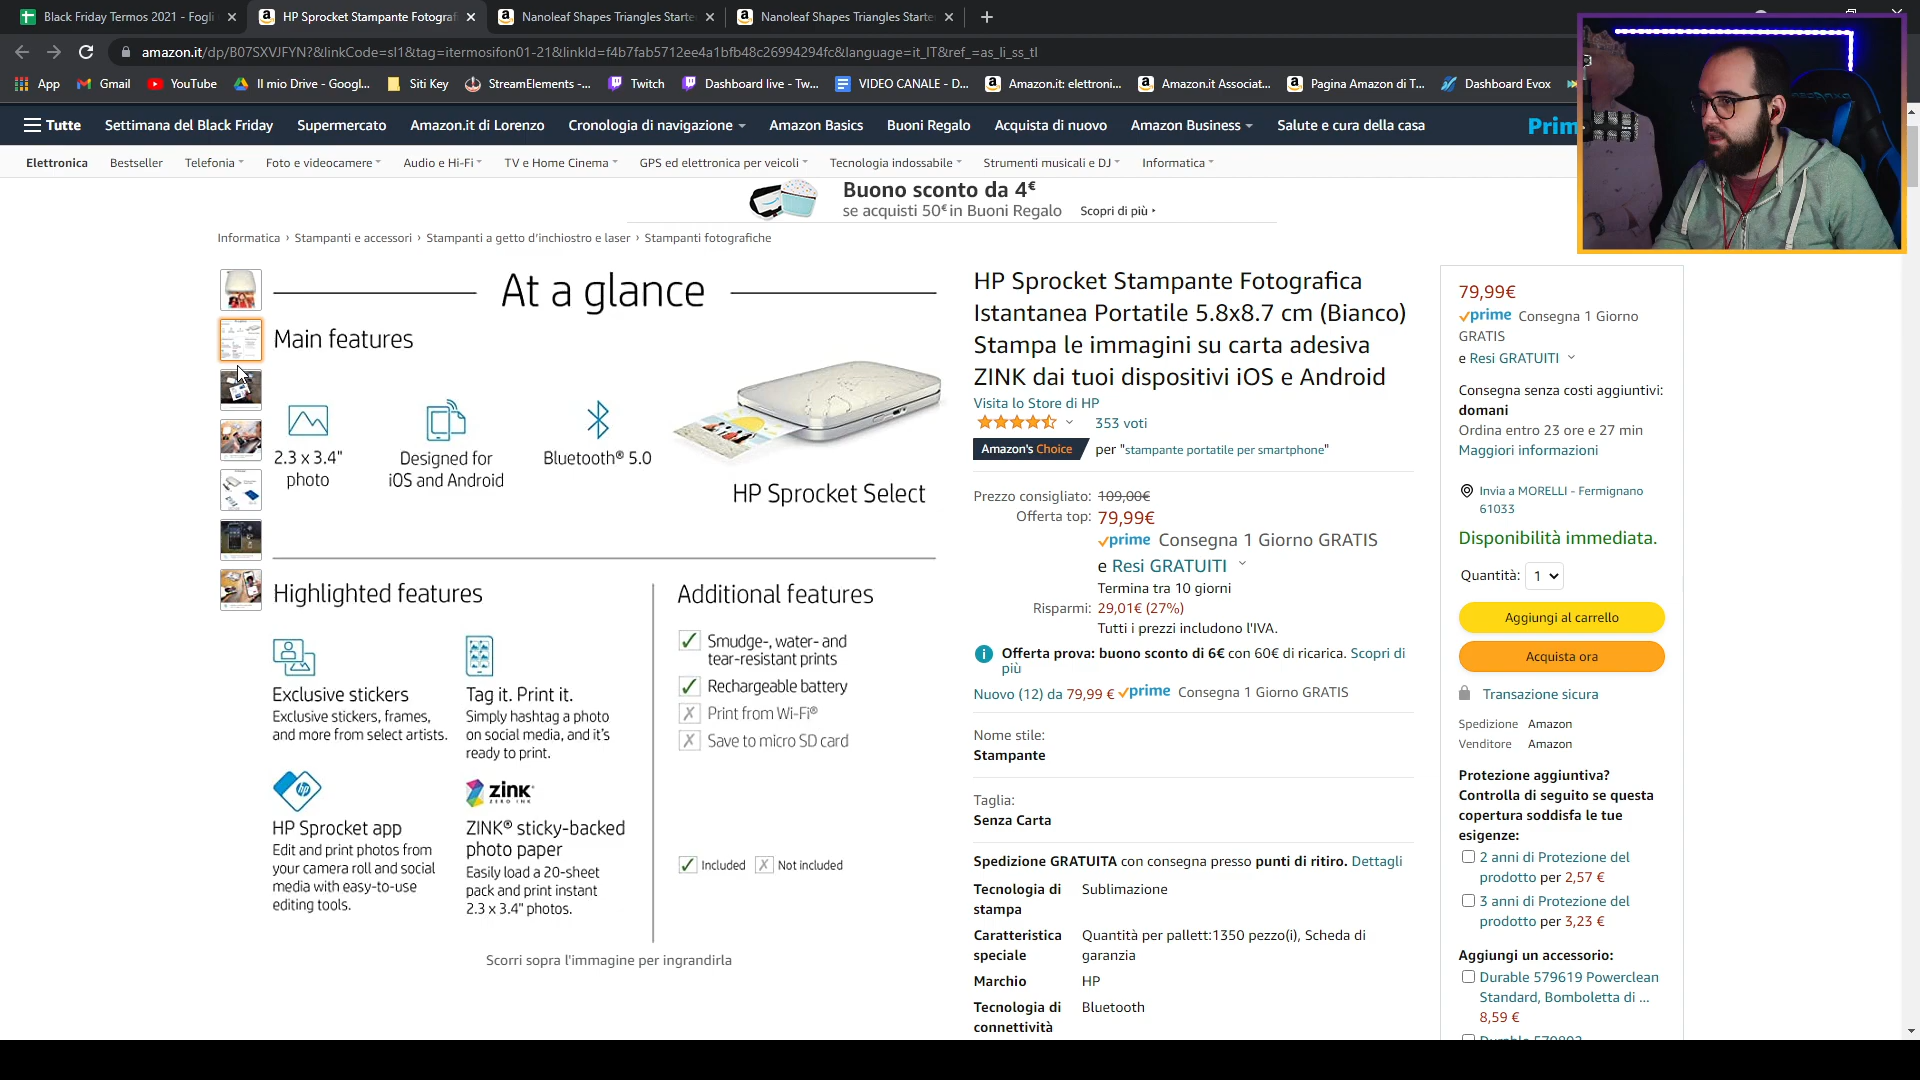 Black Friday Termos 2021 - Fogli
HP Sprocket Stampante Fotograf
Nanoleaf Shapes Triangles Starte
Nanoleaf Shapes Triangles Starte
amazon.it/dp/B07SXVJFYN?&linkCode=sl1&tag=itermosifon01-21&linkId=f4b7fab5712ee4a1bfb48c26994294fc&language=it_IT&ref_=as_li_ss_tl
App Gmail YouTube Il mio Drive - Googl... Siti Key StreamElements -... Twitch Dashboard live - Tw... VIDEO CANALE - D... Amazon.it: elettroni... Amazon.it Associat... Pagina Amazon di T... Dashboard Evox
Tutte Settimana del Black Friday Supermercato Amazon.it di Lorenzo Cronologia di navigazione Amazon Basics Buoni Regalo Acquista di nuovo Amazon Business Salute e cura della casa Prim
Elettronica Bestseller Telefonia Foto e videocamere Audio e Hi-Fi TV e Home Cinema GPS ed elettronica per veicoli Tecnologia indossabile Strumenti musicali e DJ Informatica
Buono sconto da 4€
se acquisti 50€ in Buoni Regalo Scopri di più ›
Informatica › Stampanti e accessori › Stampanti a getto d'inchiostro e laser › Stampanti fotografiche
At a glance
Main features
2.3 x 3.4"
photo
Designed for
iOS and Android
Bluetooth® 5.0
HP Sprocket Select
Highlighted features
Exclusive stickers
Exclusive stickers, frames,
and more from select artists.
Tag it. Print it.
Simply hashtag a photo
on social media, and it's
ready to print.
hp
HP Sprocket app
Edit and print photos from
your camera roll and social
media with easy-to-use
editing tools.
zink
ZERO INK
ZINK® sticky-backed
photo paper
Easily load a 20-sheet
pack and print instant
2.3 x 3.4" photos.
Additional features
Smudge-, water- and
tear-resistant prints
Rechargeable battery
Print from Wi-Fi®
Save to micro SD card
Included Not included
Scorri sopra l'immagine per ingrandirla
HP Sprocket Stampante Fotografica
Istantanea Portatile 5.8x8.7 cm (Bianco)
Stampa le immagini su carta adesiva
ZINK dai tuoi dispositivi iOS e Android
Visita lo Store di HP
353 voti
Amazon's Choice per "stampante portatile per smartphone"
Prezzo consigliato: 109,00€
Offerta top: 79,99€
prime Consegna 1 Giorno GRATIS
e Resi GRATUITI
Termina tra 10 giorni
Risparmi: 29,01€ (27%)
Tutti i prezzi includono l'IVA.
Offerta prova: buono sconto di 6€ con 60€ di ricarica. Scopri di
più
Nuovo (12) da 79,99 € prime Consegna 1 Giorno GRATIS
Nome stile:
Stampante
Taglia:
Senza Carta
Spedizione GRATUITA con consegna presso punti di ritiro. Dettagli
Tecnologia di Sublimazione
stampa
Caratteristica Quantità per pallett:1350 pezzo(i), Scheda di
speciale garanzia
Marchio HP
Tecnologia di Bluetooth
connettività
79,99€
prime Consegna 1 Giorno
GRATIS
e Resi GRATUITI
Consegna senza costi aggiuntivi:
domani
Ordina entro 23 ore e 27 min
Maggiori informazioni
Invia a MORELLI - Fermignano
61033
Disponibilità immediata.
Quantità: 1
Aggiungi al carrello
Acquista ora
Transazione sicura
Spedizione Amazon
Venditore Amazon
Protezione aggiuntiva?
Controlla di seguito se questa
copertura soddisfa le tue
esigenze:
2 anni di Protezione del
prodotto per 2,57 €
3 anni di Protezione del
prodotto per 3,23 €
Aggiungi un accessorio:
Durable 579619 Powerclean
Standard, Bomboletta di ...
8,59 €